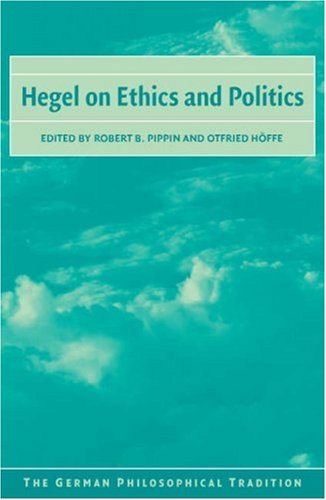 Hegel on Ethics and Politics
EDITED BY ROBERT B. PIPPIN AND OTFRIED HÖFFE
THE GERMAN PHILOSOPHICAL TRADITION